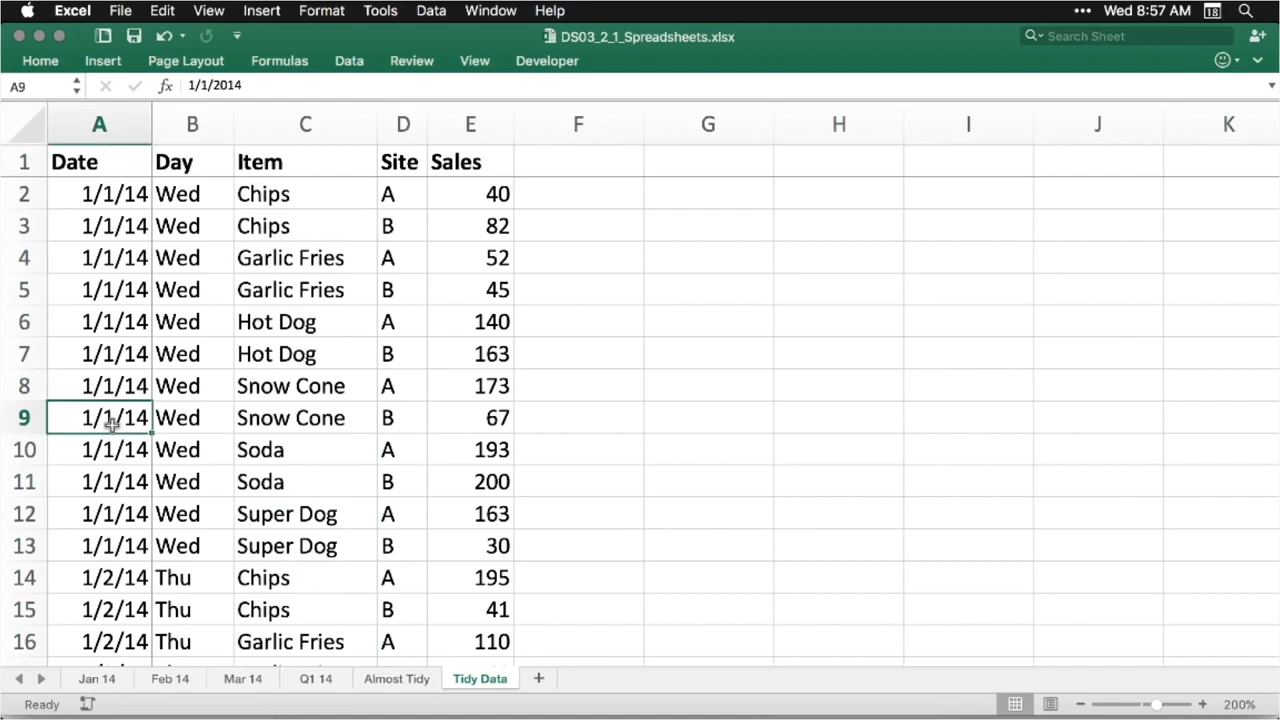 Excel File Edit View Insert Format Tools Data Window Help ••• Wed 8:57 AM 18
DS03_2_1_Spreadsheets.xlsx Search Sheet
Home Insert Page Layout Formulas Data Review View Developer
A9 fx 1/1/2014
A B C D E F G H I J K
1 Date Day Item Site Sales
2 1/1/14 Wed Chips A 40
3 1/1/14 Wed Chips B 82
4 1/1/14 Wed Garlic Fries A 52
5 1/1/14 Wed Garlic Fries B 45
6 1/1/14 Wed Hot Dog A 140
7 1/1/14 Wed Hot Dog B 163
8 1/1/14 Wed Snow Cone A 173
9 1/1/14 Wed Snow Cone B 67
10 1/1/14 Wed Soda A 193
11 1/1/14 Wed Soda B 200
12 1/1/14 Wed Super Dog A 163
13 1/1/14 Wed Super Dog B 30
14 1/2/14 Thu Chips A 195
15 1/2/14 Thu Chips B 41
16 1/2/14 Thu Garlic Fries A 110
Jan 14 Feb 14 Mar 14 Q1 14 Almost Tidy Tidy Data +
Ready 200%